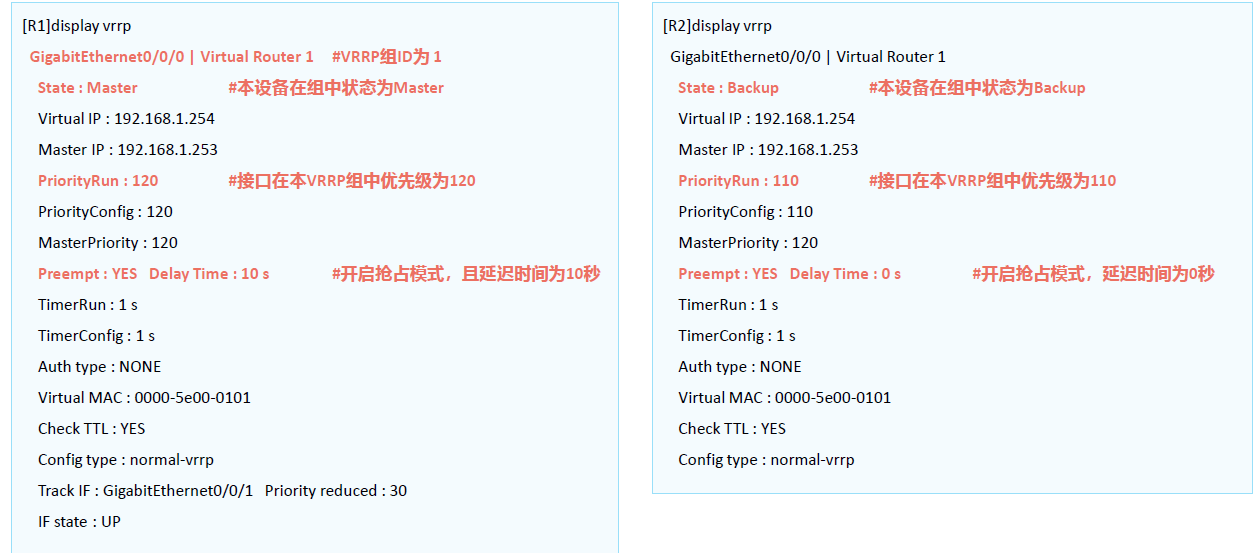 [R1]display vrrp
GigabitEthernet0/0/0 | Virtual Router 1 #VRRP组ID为 1
State : Master #本设备在组中状态为Master
Virtual IP : 192.168.1.254
Master IP : 192.168.1.253
PriorityRun : 120 #接口在本VRRP组中优先级为120
PriorityConfig : 120
MasterPriority : 120
Preempt : YES Delay Time : 10 s #开启抢占模式，且延迟时间为10秒
TimerRun : 1 s
TimerConfig : 1 s
Auth type : NONE
Virtual MAC : 0000-5e00-0101
Check TTL : YES
Config type : normal-vrrp
Track IF : GigabitEthernet0/0/1 Priority reduced : 30
IF state : UP
[R2]display vrrp
GigabitEthernet0/0/0 | Virtual Router 1
State : Backup #本设备在组中状态为Backup
Virtual IP : 192.168.1.254
Master IP : 192.168.1.253
PriorityRun : 110 #接口在本VRRP组中优先级为110
PriorityConfig : 110
MasterPriority : 120
Preempt : YES Delay Time : 0 s #开启抢占模式，延迟时间为0秒
TimerRun : 1 s
TimerConfig : 1 s
Auth type : NONE
Virtual MAC : 0000-5e00-0101
Check TTL : YES
Config type : normal-vrrp